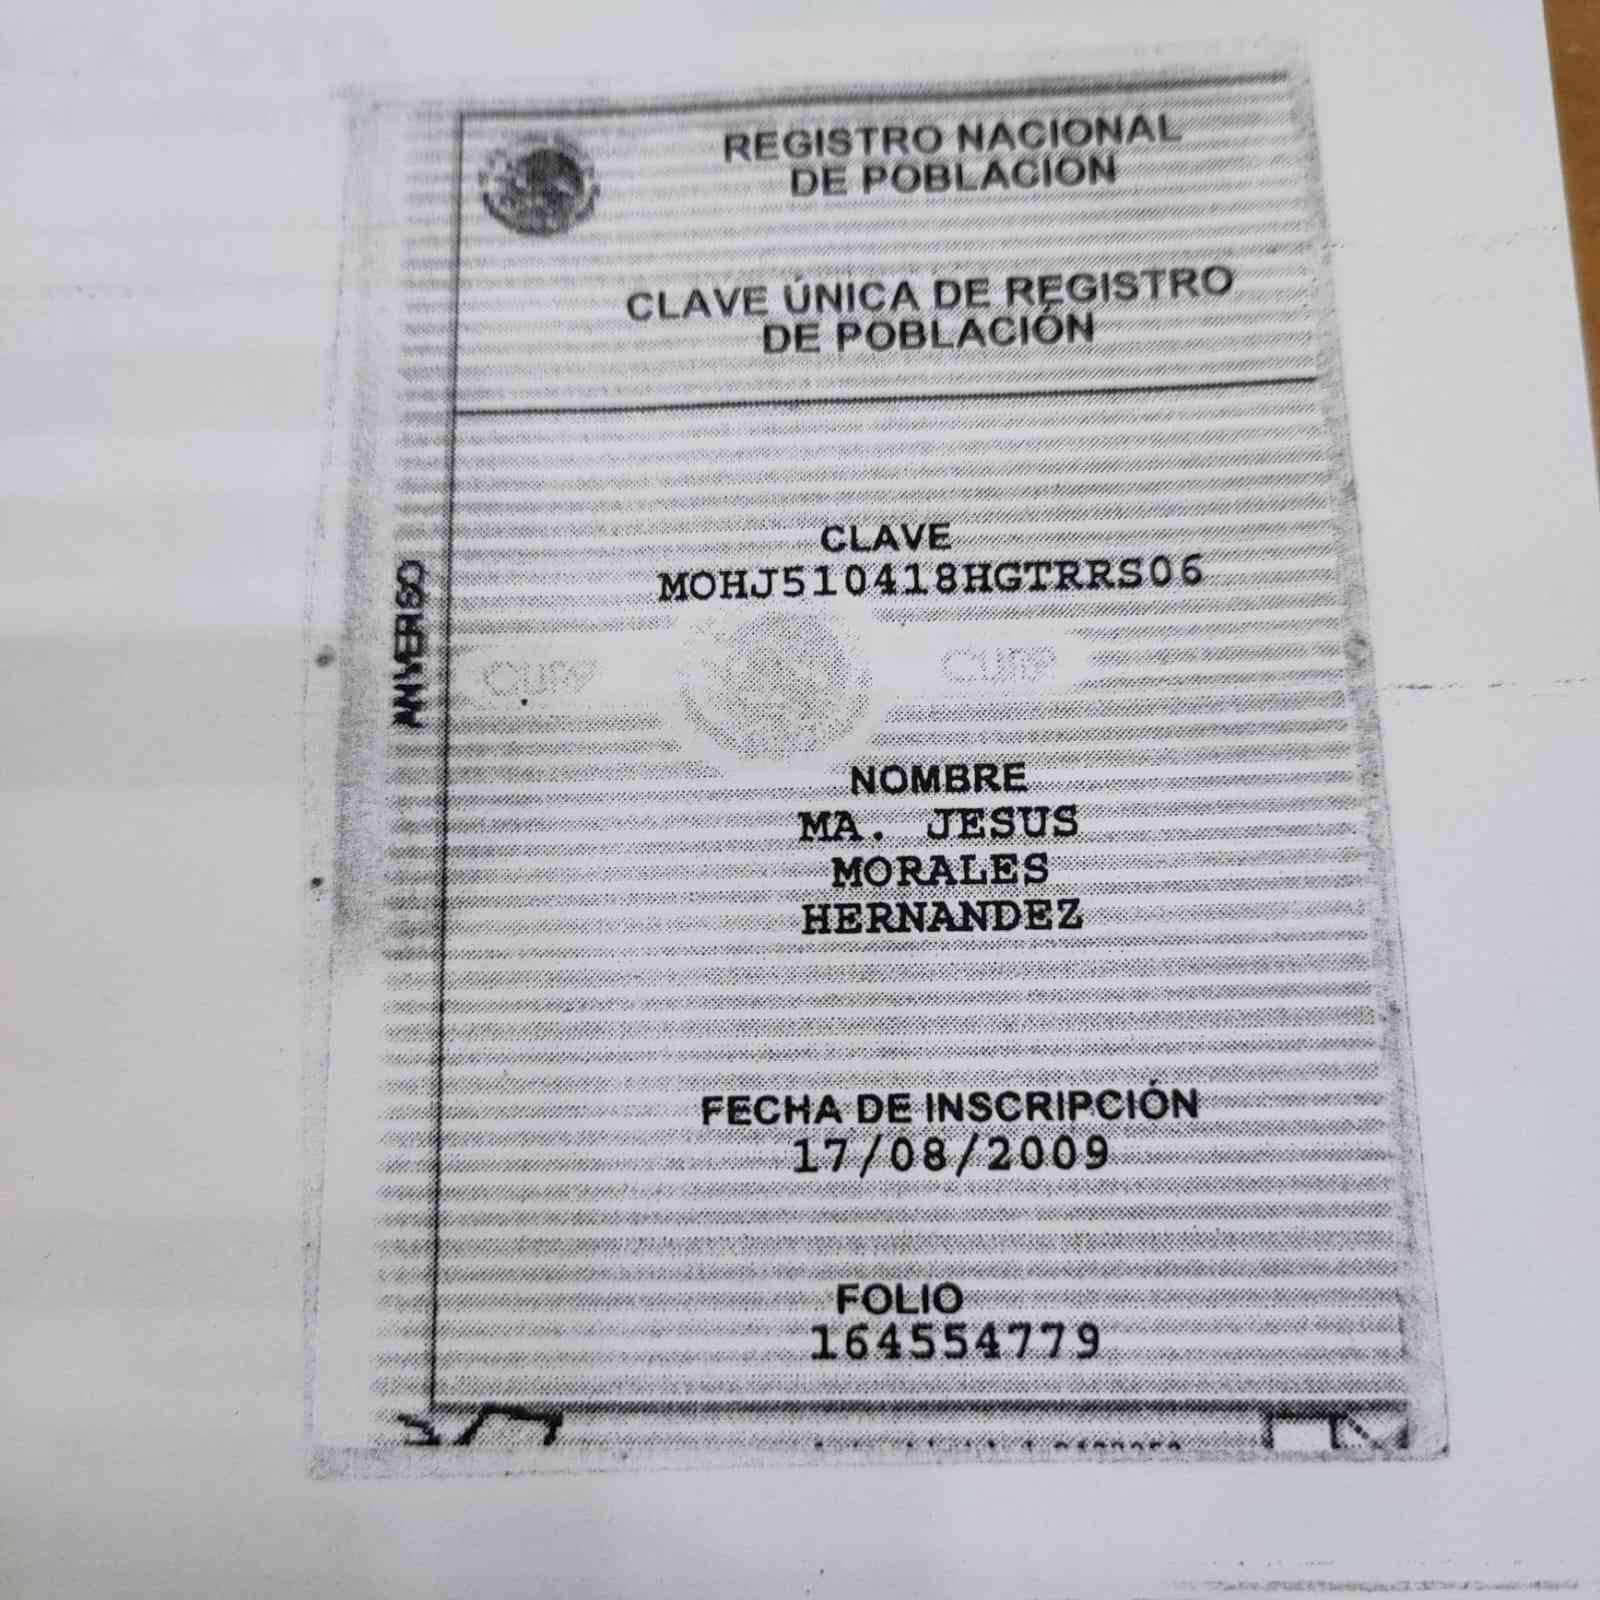 REGISTRO NACIONAL
DE POBLACION
CLAVE ÚNICA DE REGISTRO
DE POBLACIÓN
ANVERSO
CLAVE
MOHJ510418HGTRRS06
CURP
CURP
NOMBRE
MA. JESUS
MORALES
HERNANDEZ
FECHA DE INSCRIPCIÓN
17/08/2009
FOLIO
164554779